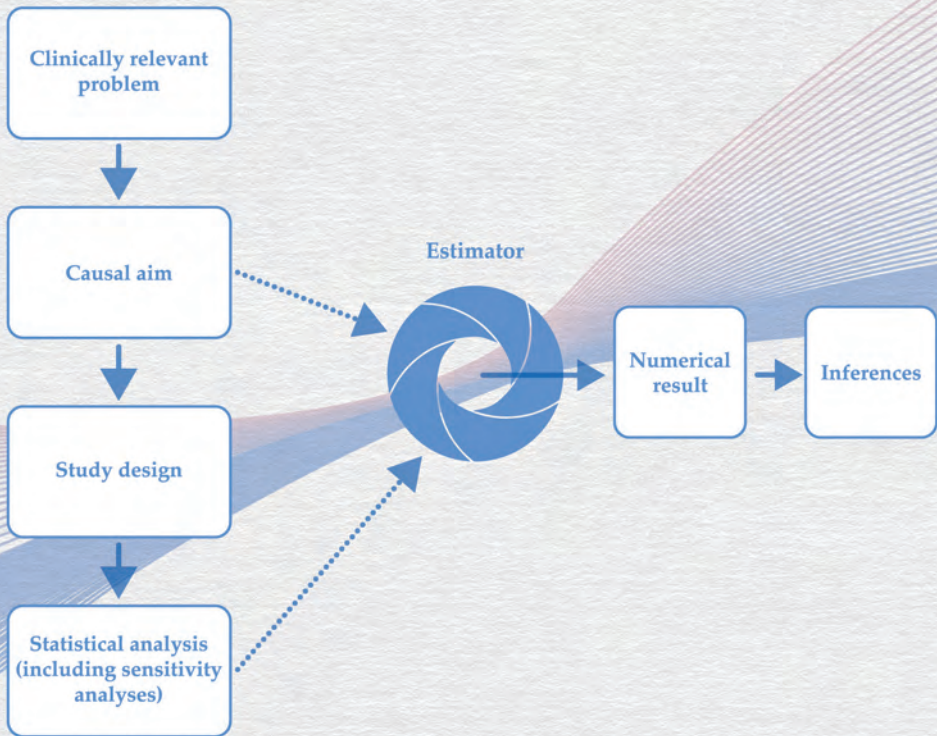 Clinically relevant
problem
Causal aim
Estimator
Study design
Numerical
result
Inferences
Statistical analysis
(including sensitivity
analyses)